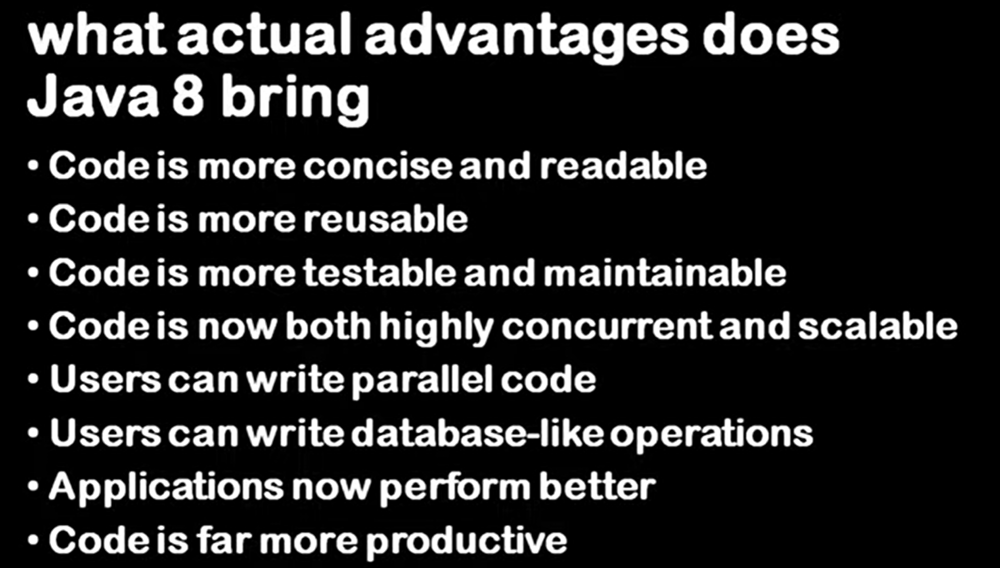 what actual advantages does
Java 8 bring
• Code is more concise and readable
• Code is more reusable
• Code is more testable and maintainable
• Code is now both highly concurrent and scalable
• Users can write parallel code
• Users can write database-like operations
• Applications now perform better
• Code is far more productive